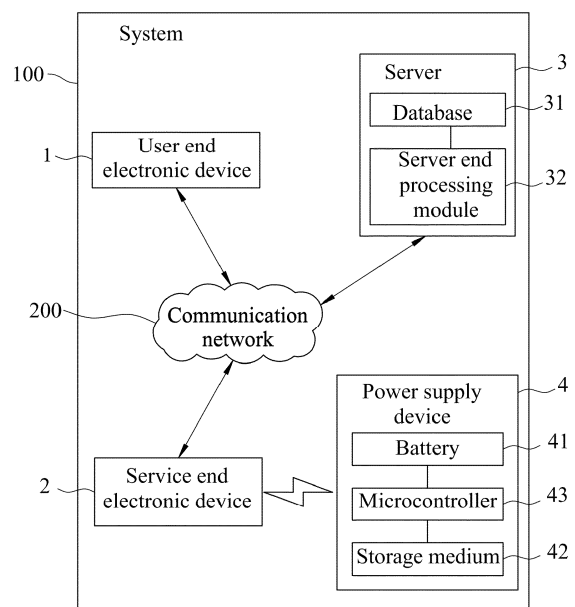 System
100
Server
3
Database
31
Server end
processing
module
32
1
User end
electronic device
200
Communication
network
Power supply
device
4
Battery
41
Microcontroller
43
Storage medium
42
2
Service end
electronic device